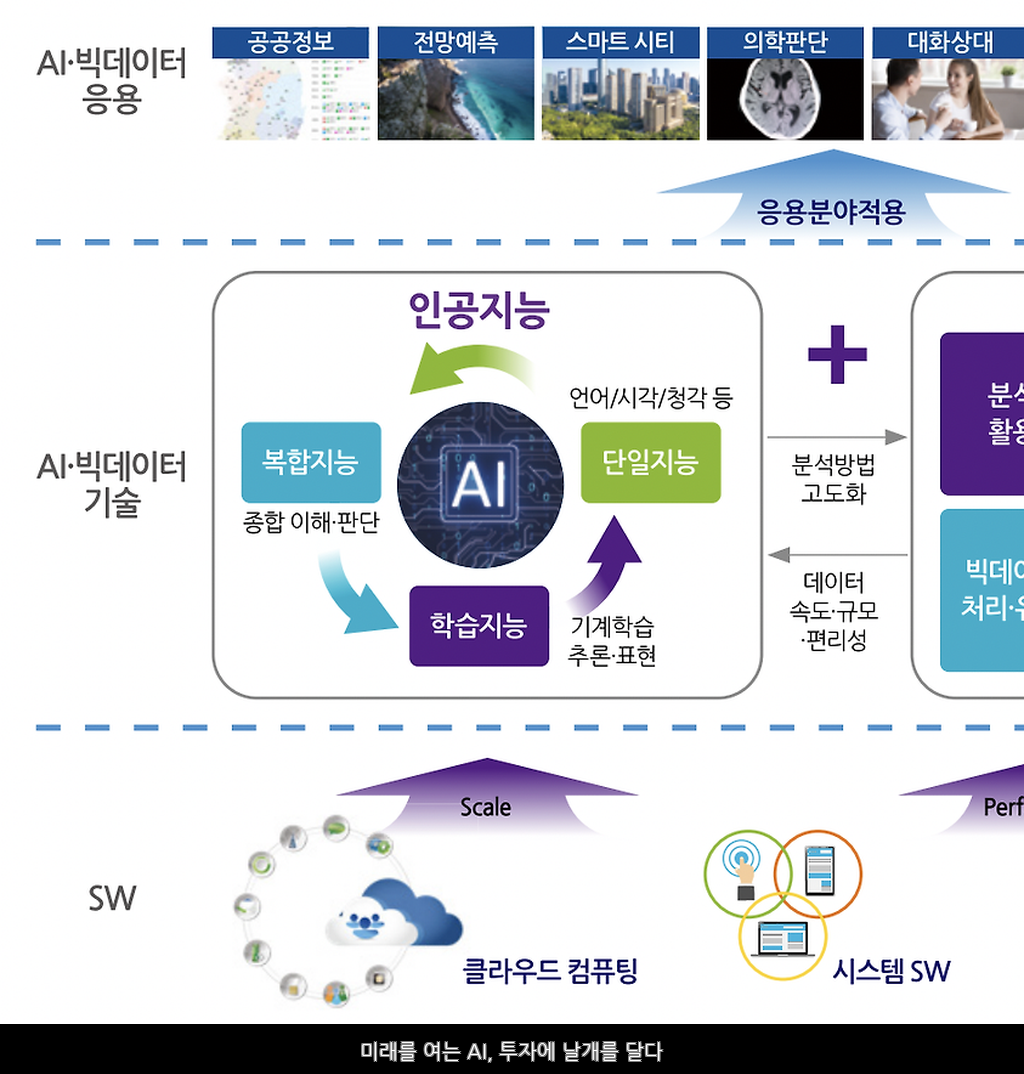 AI·빅데이터
응용
공공정보
전망예측
스마트 시티
의학판단
대화상대
응용분야적용
AI·빅데이터
기술
인공지능
언어/시각/청각 등
복합지능
단일지능
종합 이해·판단
AI
학습지능
기계학습
추론·표현
분석방법
고도화
데이터
속도·규모
·편리성
분석
활용
빅데이
처리·
SW
Scale
Perf
클라우드 컴퓨팅
시스템 SW
미래를 여는 AI, 투자에 날개를 달다